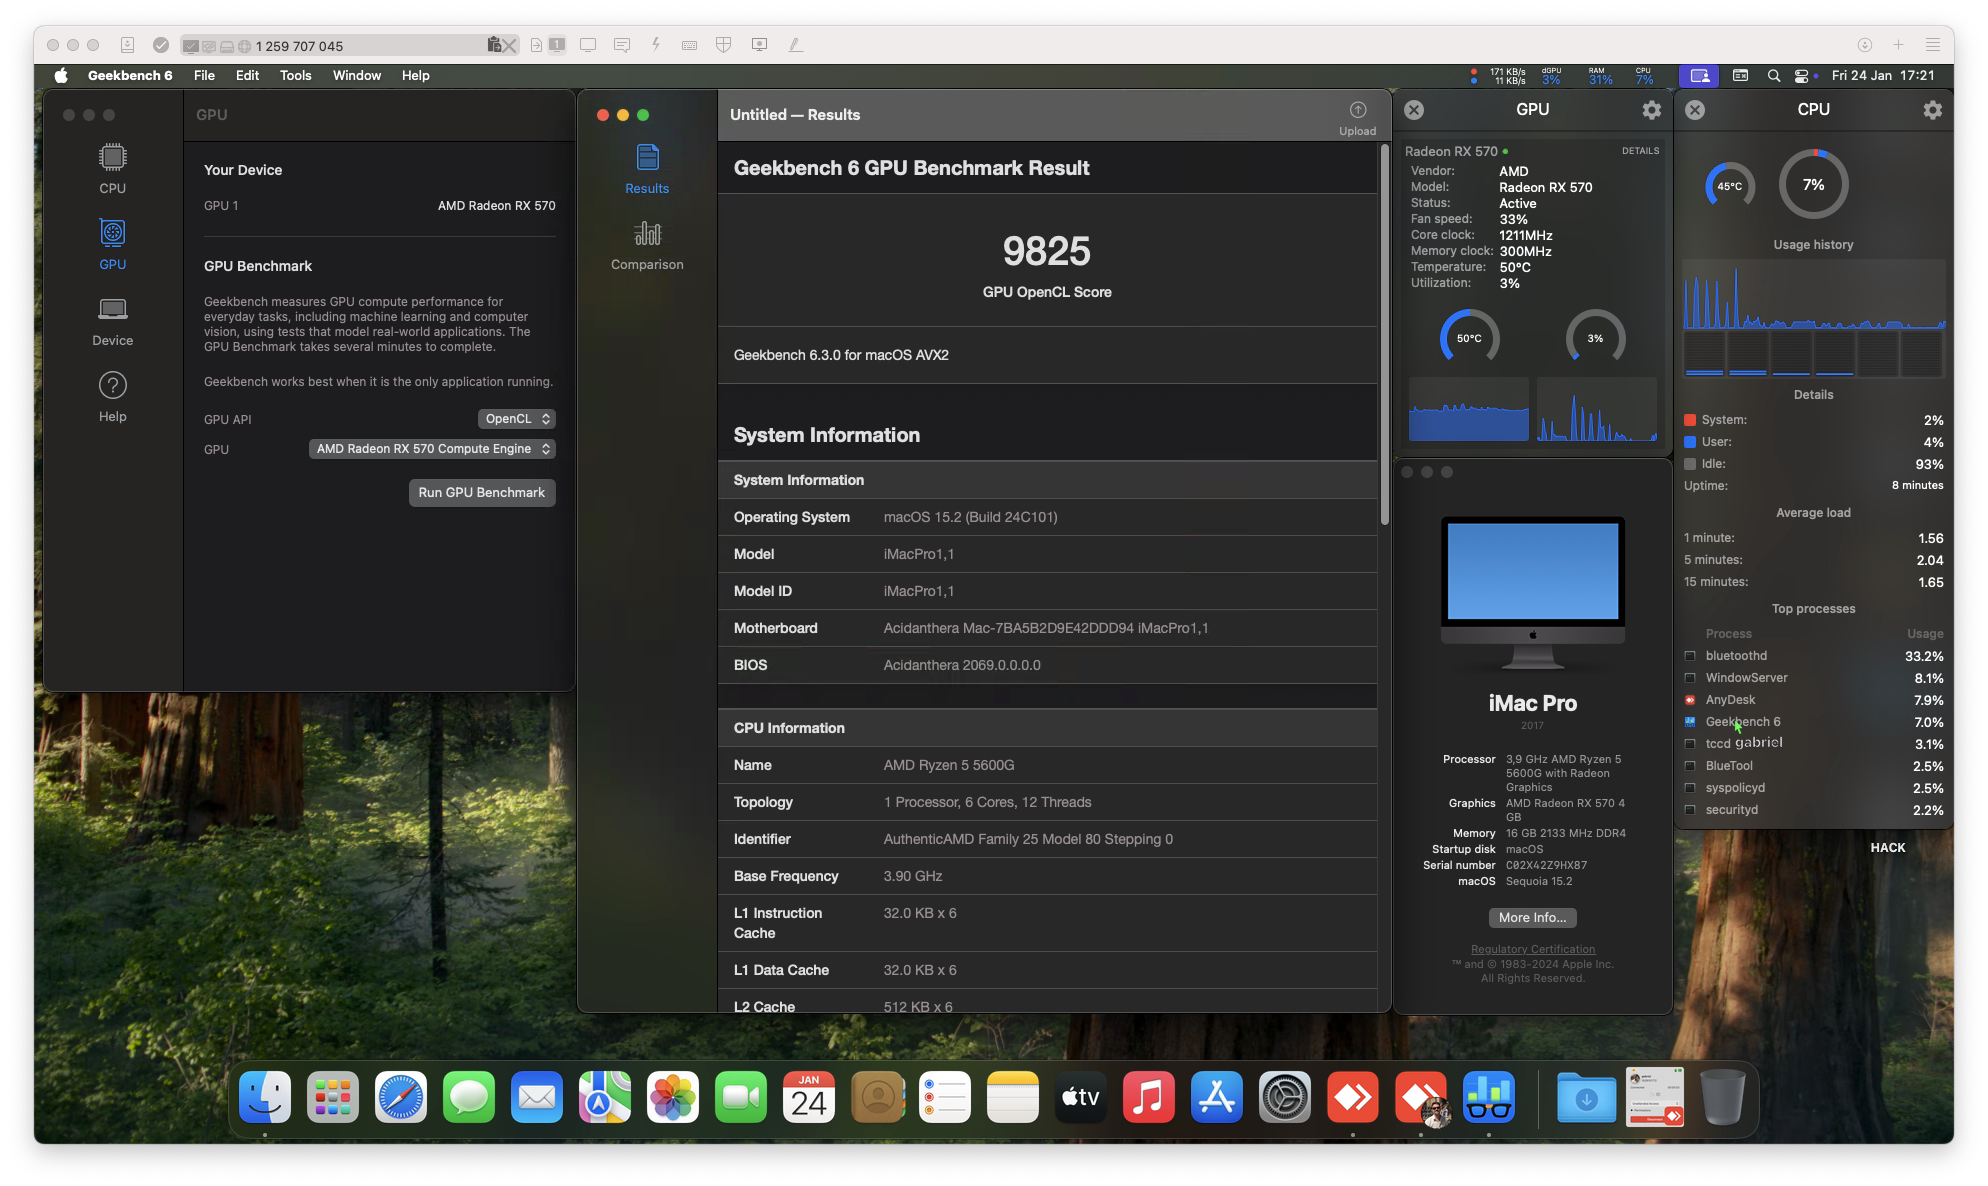 1 259 707 045
1
Geekbench 6 File Edit Tools Window Help
171 KB/s
11 KB/s
dGPU
3%
RAM
31%
CPU
7%
Fri 24 Jan 17:21
GPU
CPU
GPU
Device
Help
Your Device
GPU 1 AMD Radeon RX 570
GPU Benchmark
Geekbench measures GPU compute performance for
everyday tasks, including machine learning and computer
vision, using tests that model real-world applications. The
GPU Benchmark takes several minutes to complete.
Geekbench works best when it is the only application running.
GPU API OpenCL
GPU AMD Radeon RX 570 Compute Engine
Run GPU Benchmark
Untitled — Results
Upload
Results
Comparison
Geekbench 6 GPU Benchmark Result
9825
GPU OpenCL Score
Geekbench 6.3.0 for macOS AVX2
System Information
System Information
Operating System macOS 15.2 (Build 24C101)
Model iMacPro1,1
Model ID iMacPro1,1
Motherboard Acidanthera Mac-7BA5B2D9E42DDD94 iMacPro1,1
BIOS Acidanthera 2069.0.0.0.0
CPU Information
Name AMD Ryzen 5 5600G
Topology 1 Processor, 6 Cores, 12 Threads
Identifier AuthenticAMD Family 25 Model 80 Stepping 0
Base Frequency 3.90 GHz
L1 Instruction
Cache 32.0 KB x 6
L1 Data Cache 32.0 KB x 6
L2 Cache 512 KB x 6
GPU
Radeon RX 570 DETAILS
Vendor: AMD
Model: Radeon RX 570
Status: Active
Fan speed: 33%
Core clock: 1211MHz
Memory clock: 300MHz
Temperature: 50°C
Utilization: 3%
50°C
3%
iMac Pro
2017
Processor 3,9 GHz AMD Ryzen 5
5600G with Radeon
Graphics
Graphics AMD Radeon RX 570 4
GB
Memory 16 GB 2133 MHz DDR4
Startup disk macOS
Serial number C02X42Z9HX87
macOS Sequoia 15.2
More Info...
Regulatory Certification
™ and © 1983-2024 Apple Inc.
All Rights Reserved.
CPU
45°C
7%
Usage history
Details
System: 2%
User: 4%
Idle: 93%
Uptime: 8 minutes
Average load
1 minute: 1.56
5 minutes: 2.04
15 minutes: 1.65
Top processes
Process Usage
bluetoothd 33.2%
WindowServer 8.1%
AnyDesk 7.9%
Geekbench 6 7.0%
tccd 3.1%
gabriel
BlueTool 2.5%
syspolicyd 2.5%
securityd 2.2%
HACK
JAN
24
tv